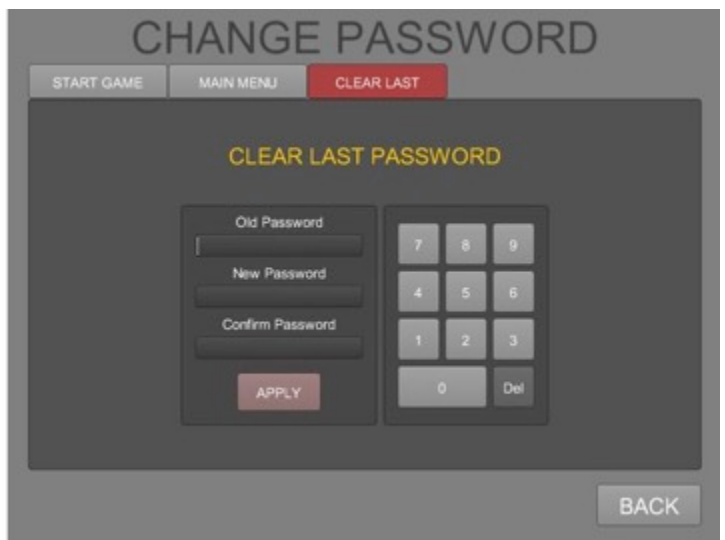 CHANGE PASSWORD
START GAME MAIN MENU CLEAR LAST
CLEAR LAST PASSWORD
Old Password
New Password
Confirm Password
APPLY
7 8 9
4 5 6
1 2 3
0 Del
BACK